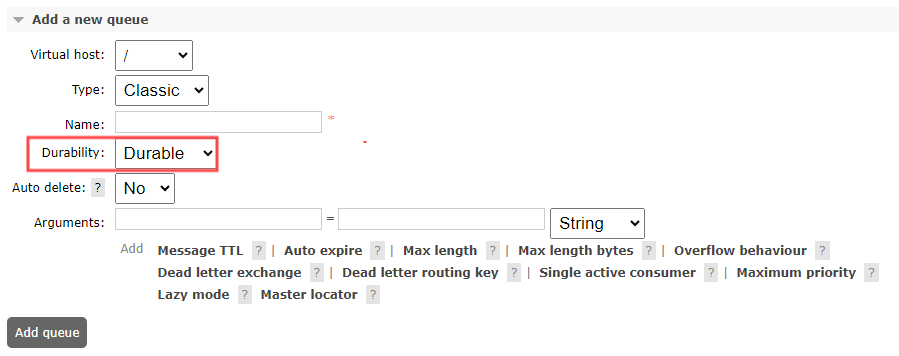 Add a new queue
Virtual host: /
Type: Classic
Name: *
Durability: Durable
Auto delete: ? No
Arguments: = String
Add Message TTL ? | Auto expire ? | Max length ? | Max length bytes ? | Overflow behaviour ?
Dead letter exchange ? | Dead letter routing key ? | Single active consumer ? | Maximum priority ?
Lazy mode ? Master locator ?
Add queue